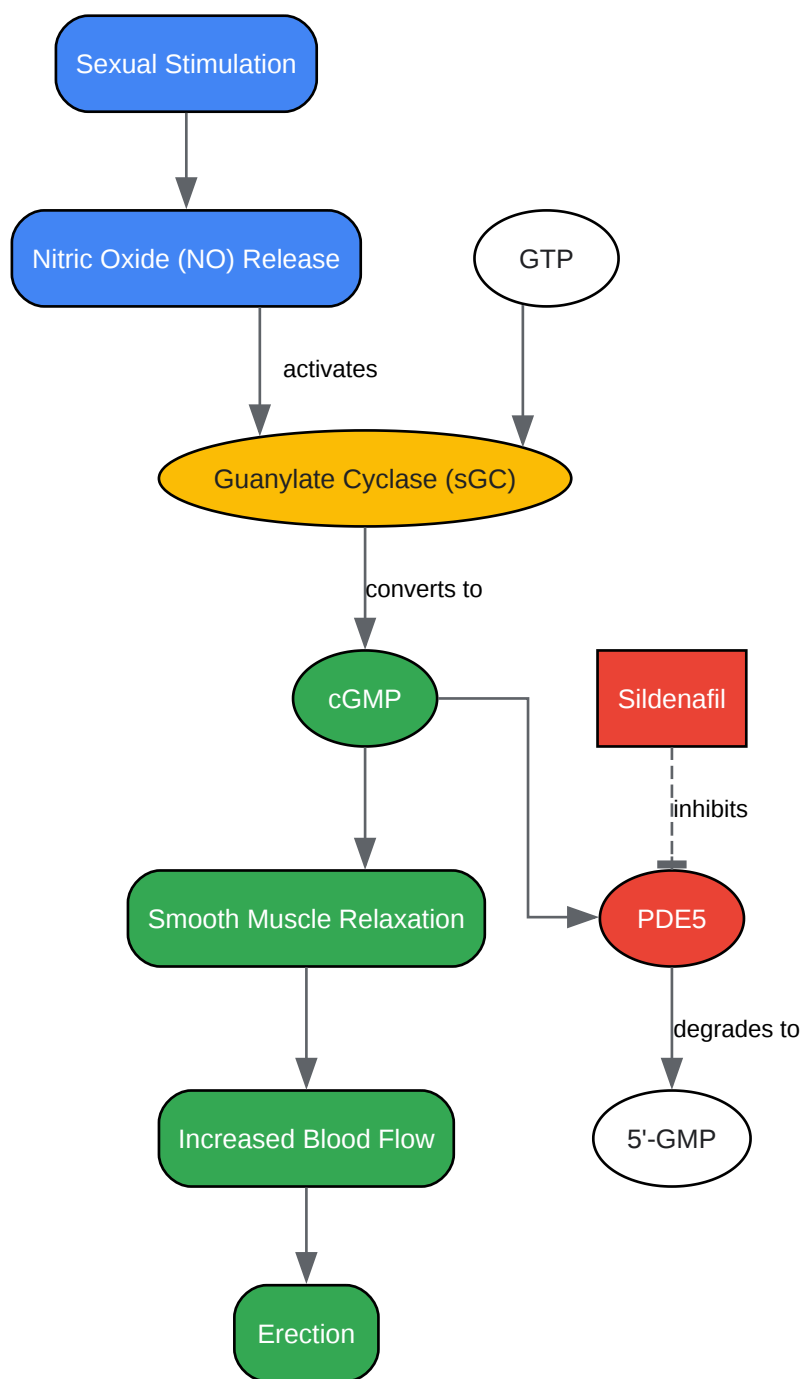 Sexual Stimulation
Nitric Oxide (NO) Release
GTP
activates
Guanylate Cyclase (sGC)
converts to
cGMP
Sildenafil
inhibits
Smooth Muscle Relaxation
PDE5
degrades to
Increased Blood Flow
5'-GMP
Erection